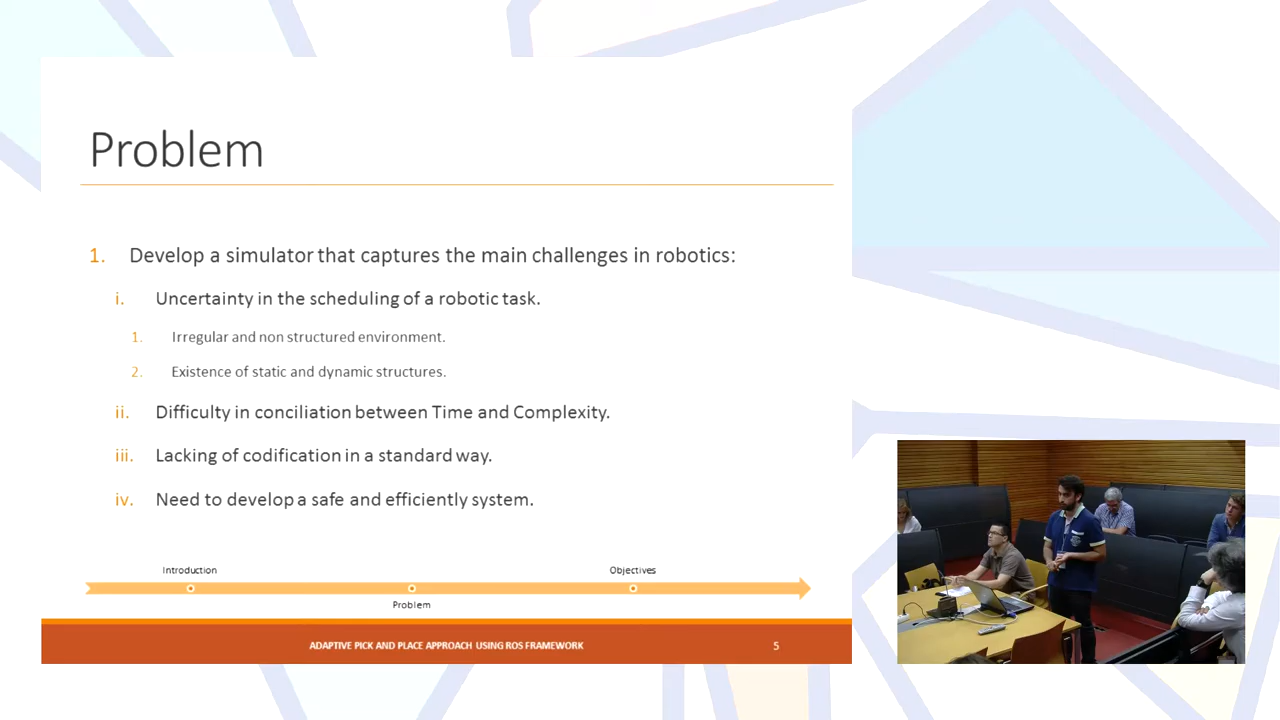 Problem
1. Develop a simulator that captures the main challenges in robotics:
i. Uncertainty in the scheduling of a robotic task.
1. Irregular and non structured environment.
2. Existence of static and dynamic structures.
ii. Difficulty in conciliation between Time and Complexity.
iii. Lacking of codification in a standard way.
iv. Need to develop a safe and efficiently system.
Introduction
Problem
Objectives
ADAPTIVE PICK AND PLACE APPROACH USING ROS FRAMEWORK
5